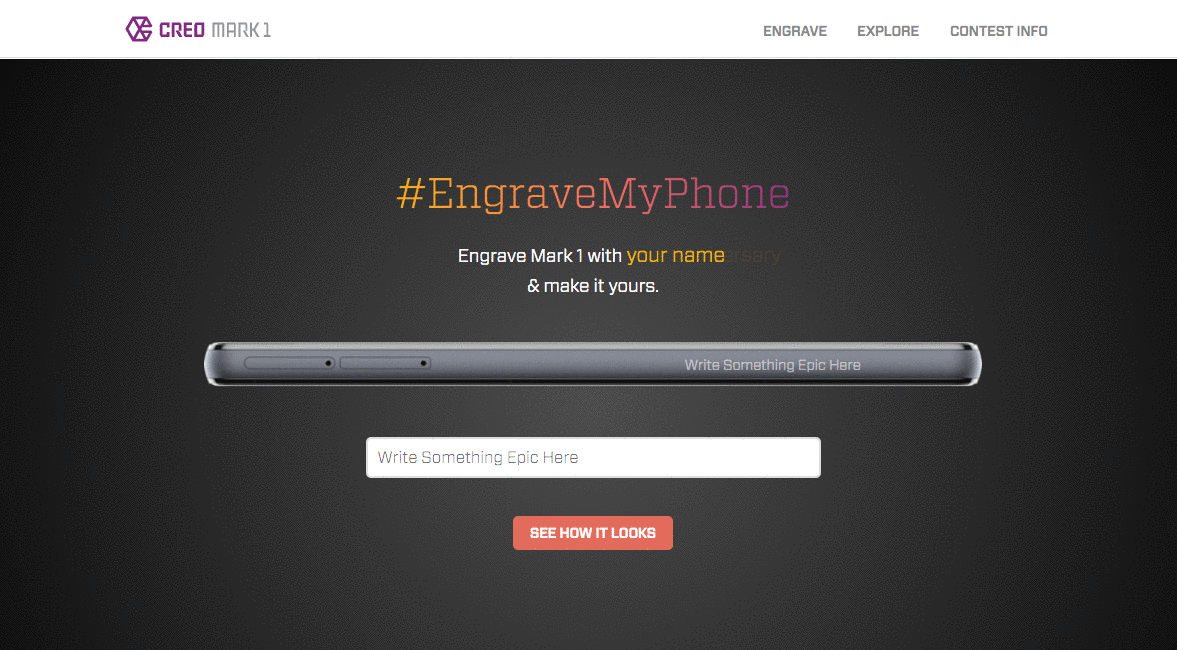 CREO MARK 1
ENGRAVE EXPLORE CONTEST INFO
#EngraveMyPhone
Engrave Mark 1 with your name
& make it yours.
Write Something Epic Here
Write Something Epic Here
SEE HOW IT LOOKS